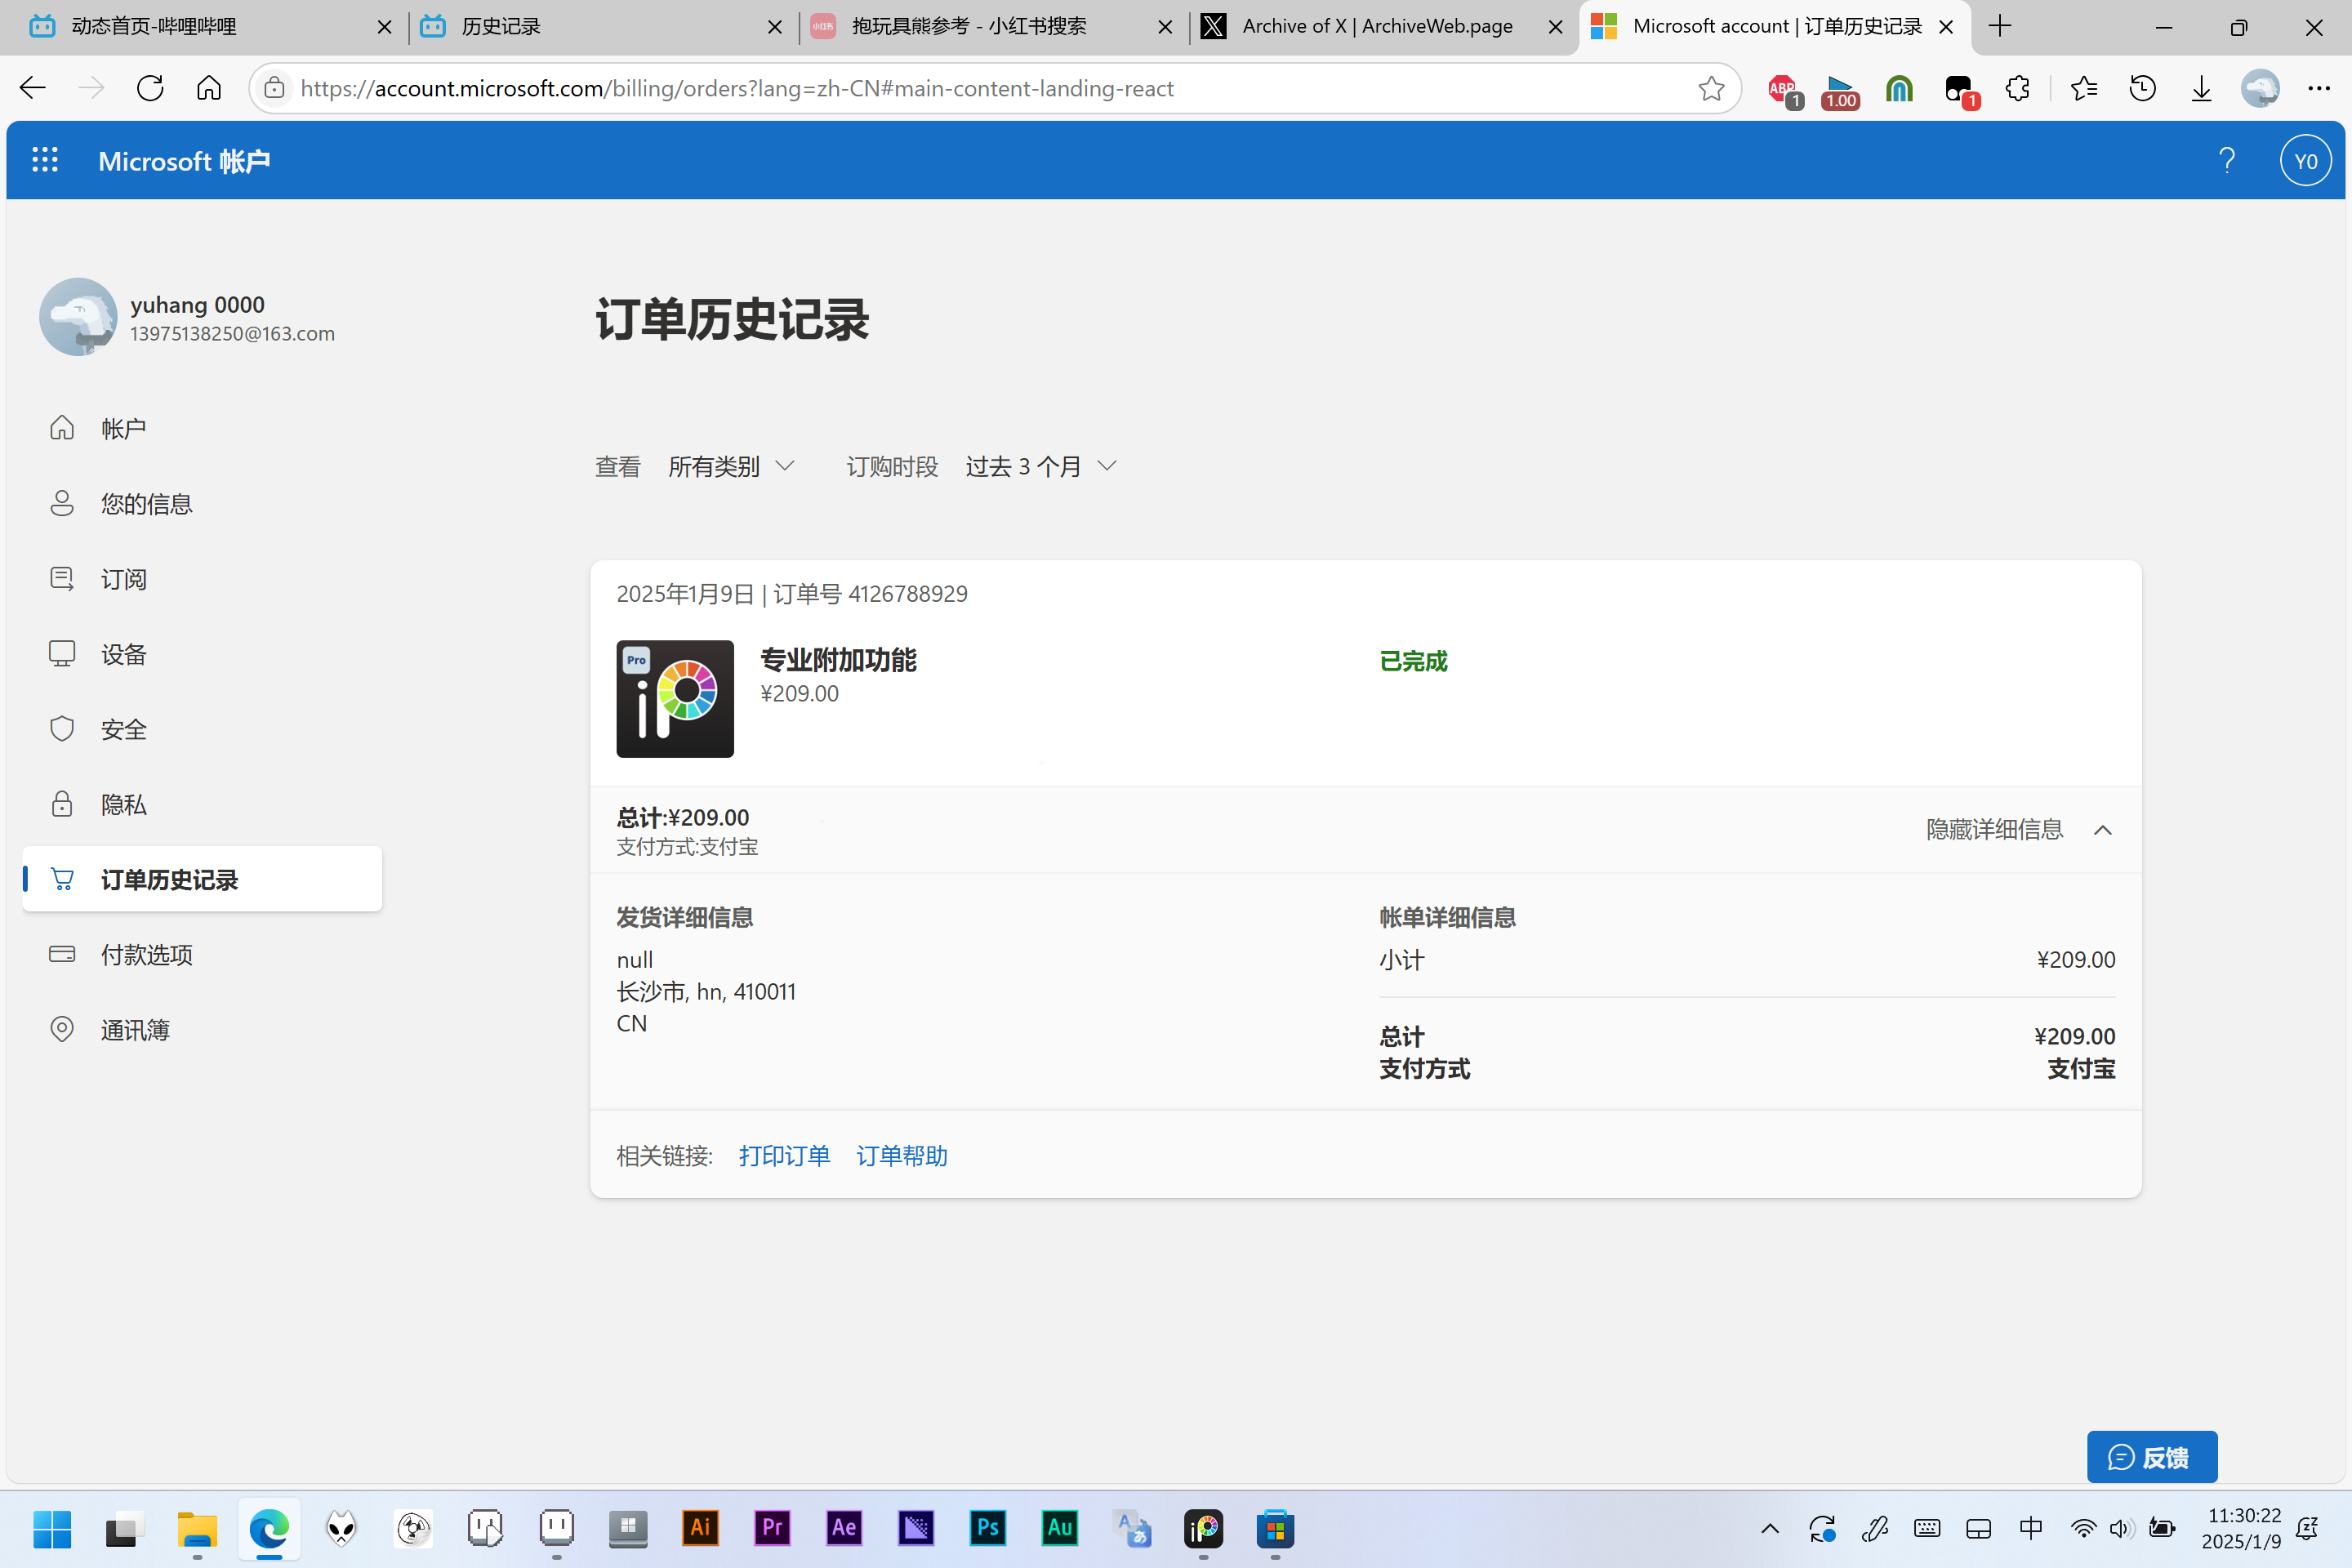 动态首页-哔哩哔哩
历史记录
抱玩具熊参考 - 小红书搜索
Archive of X | ArchiveWeb.page
Microsoft account | 订单历史记录
https://account.microsoft.com/billing/orders?lang=zh-CN#main-content-landing-react
ABP
1
1.00
1
Microsoft 帐户
?
Y0
yuhang 0000
13975138250@163.com
帐户
您的信息
订阅
设备
安全
隐私
订单历史记录
付款选项
通讯簿
订单历史记录
查看 所有类别 订购时段 过去 3 个月
2025年1月9日 | 订单号 4126788929
Pro
iP
专业附加功能
¥209.00
已完成
总计:¥209.00
支付方式:支付宝
隐藏详细信息
发货详细信息
null
长沙市, hn, 410011
CN
帐单详细信息
小计 ¥209.00
总计 ¥209.00
支付方式 支付宝
相关链接: 打印订单 订单帮助
反馈
Ai Pr Ae Ps Au A あ iP
中
11:30:22
2025/1/9